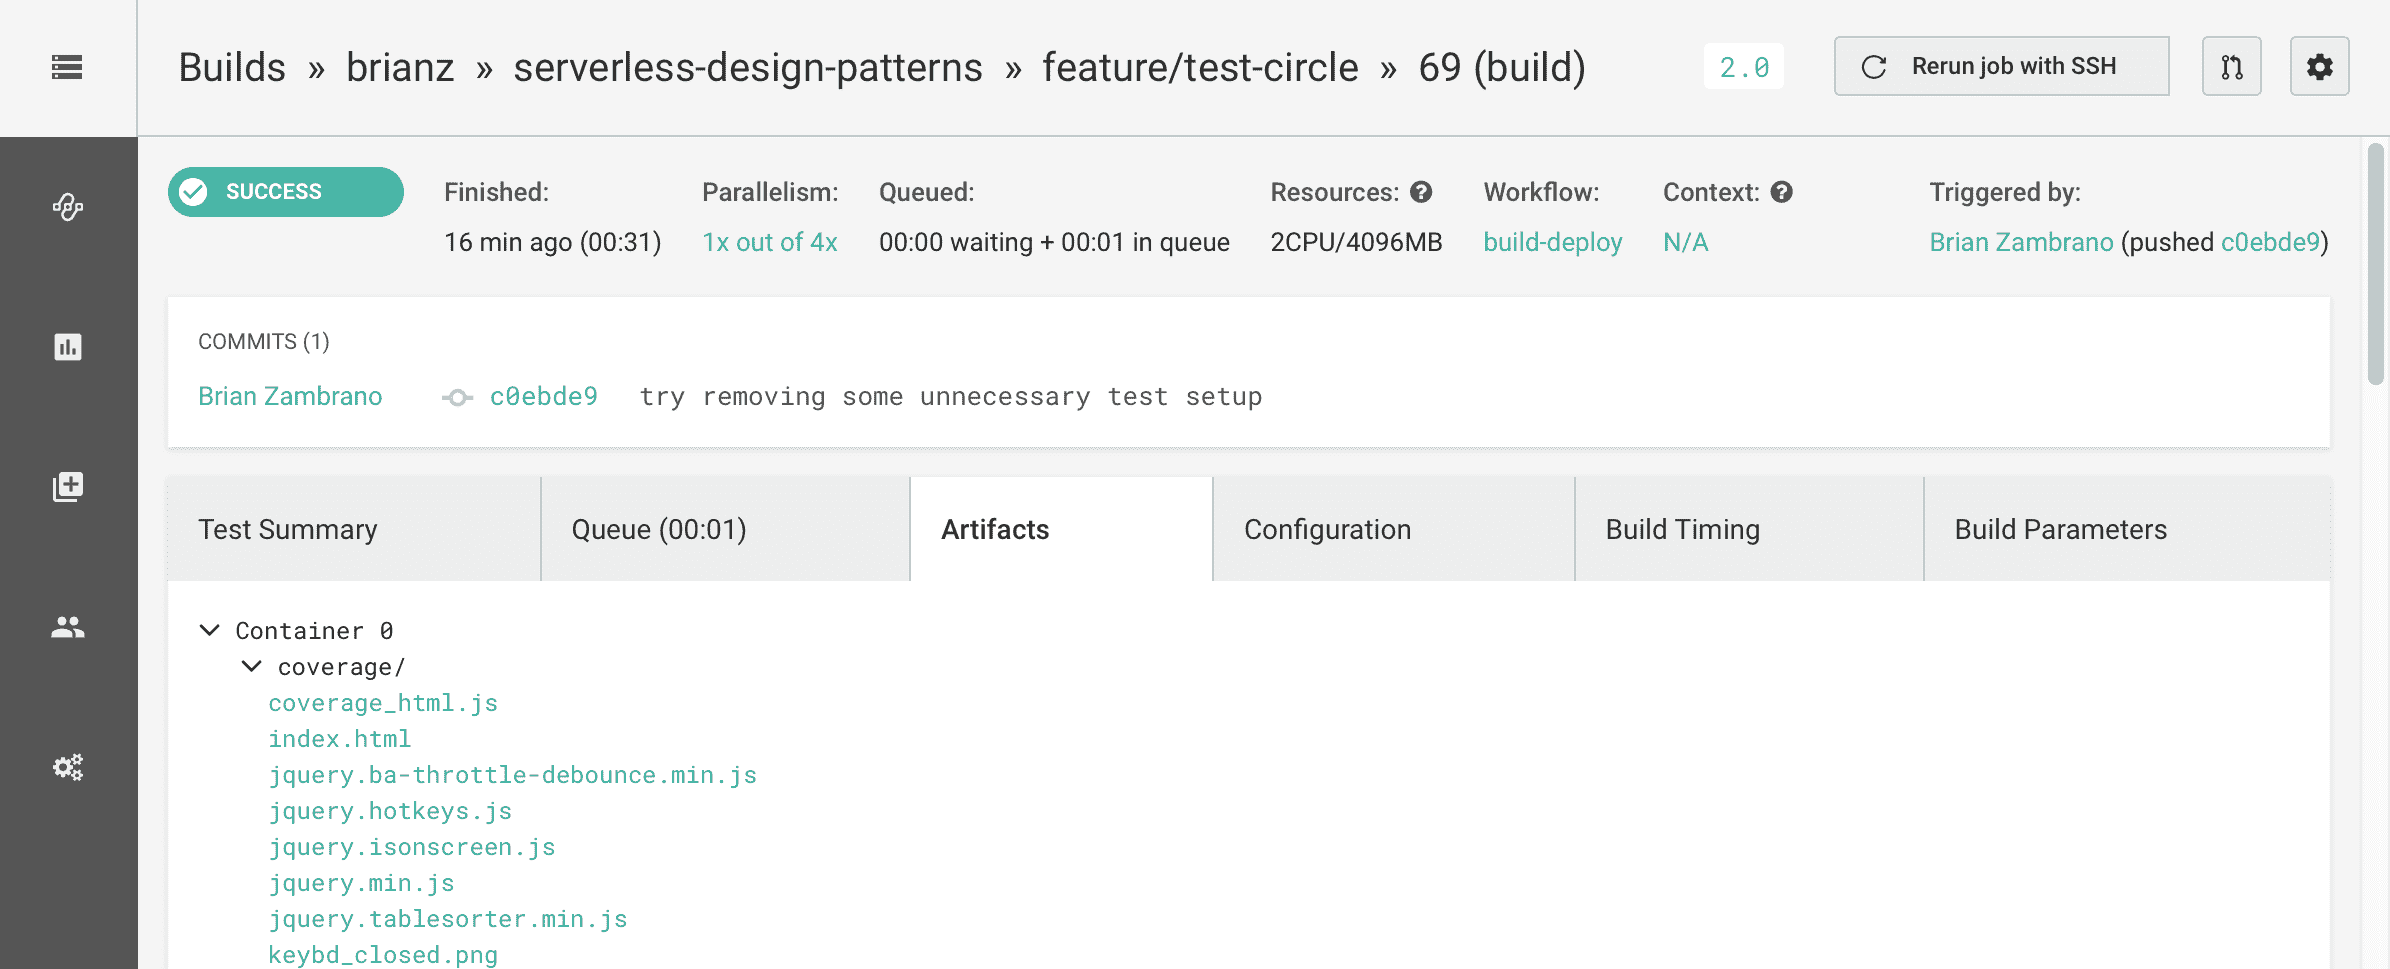 Builds » brianz » serverless-design-patterns » feature/test-circle » 69 (build) 2.0 Rerun job with SSH
SUCCESS Finished: Parallelism: Queued: Resources: Workflow: Context: Triggered by:
16 min ago (00:31) 1x out of 4x 00:00 waiting + 00:01 in queue 2CPU/4096MB build-deploy N/A Brian Zambrano (pushed c0ebde9)
COMMITS (1)
Brian Zambrano c0ebde9 try removing some unnecessary test setup
Test Summary Queue (00:01) Artifacts Configuration Build Timing Build Parameters
Container 0
coverage/
coverage_html.js
index.html
jquery.ba-throttle-debounce.min.js
jquery.hotkeys.js
jquery.isonscreen.js
jquery.min.js
jquery.tablesorter.min.js
keybd_closed.png